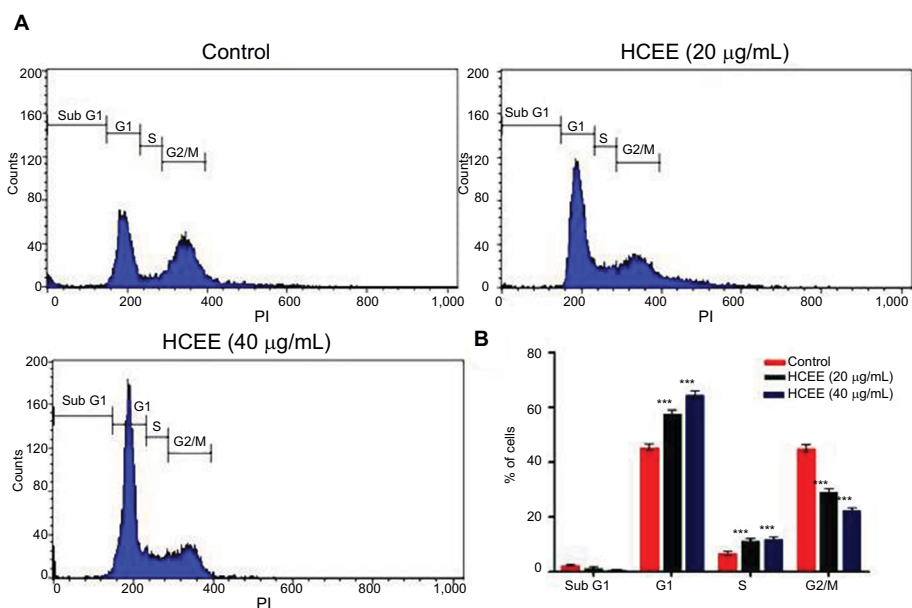 A
Control
200
160
120
80
40
0
Counts
Sub G1
G1
S
G2/M
0 200 400 600 800 1,000
PI
HCEE (20 µg/mL)
200
160
120
80
40
0
Counts
Sub G1
G1
S
G2/M
0 200 400 600 800 1,000
PI
HCEE (40 µg/mL)
200
160
120
80
40
0
Counts
Sub G1
G1
S
G2/M
0 200 400 600 800 1,000
PI
B
80
60
40
20
0
% of cells
Control
HCEE (20 µg/mL)
HCEE (40 µg/mL)
*** ***
*** ***
*** ***
Sub G1 G1 S G2/M